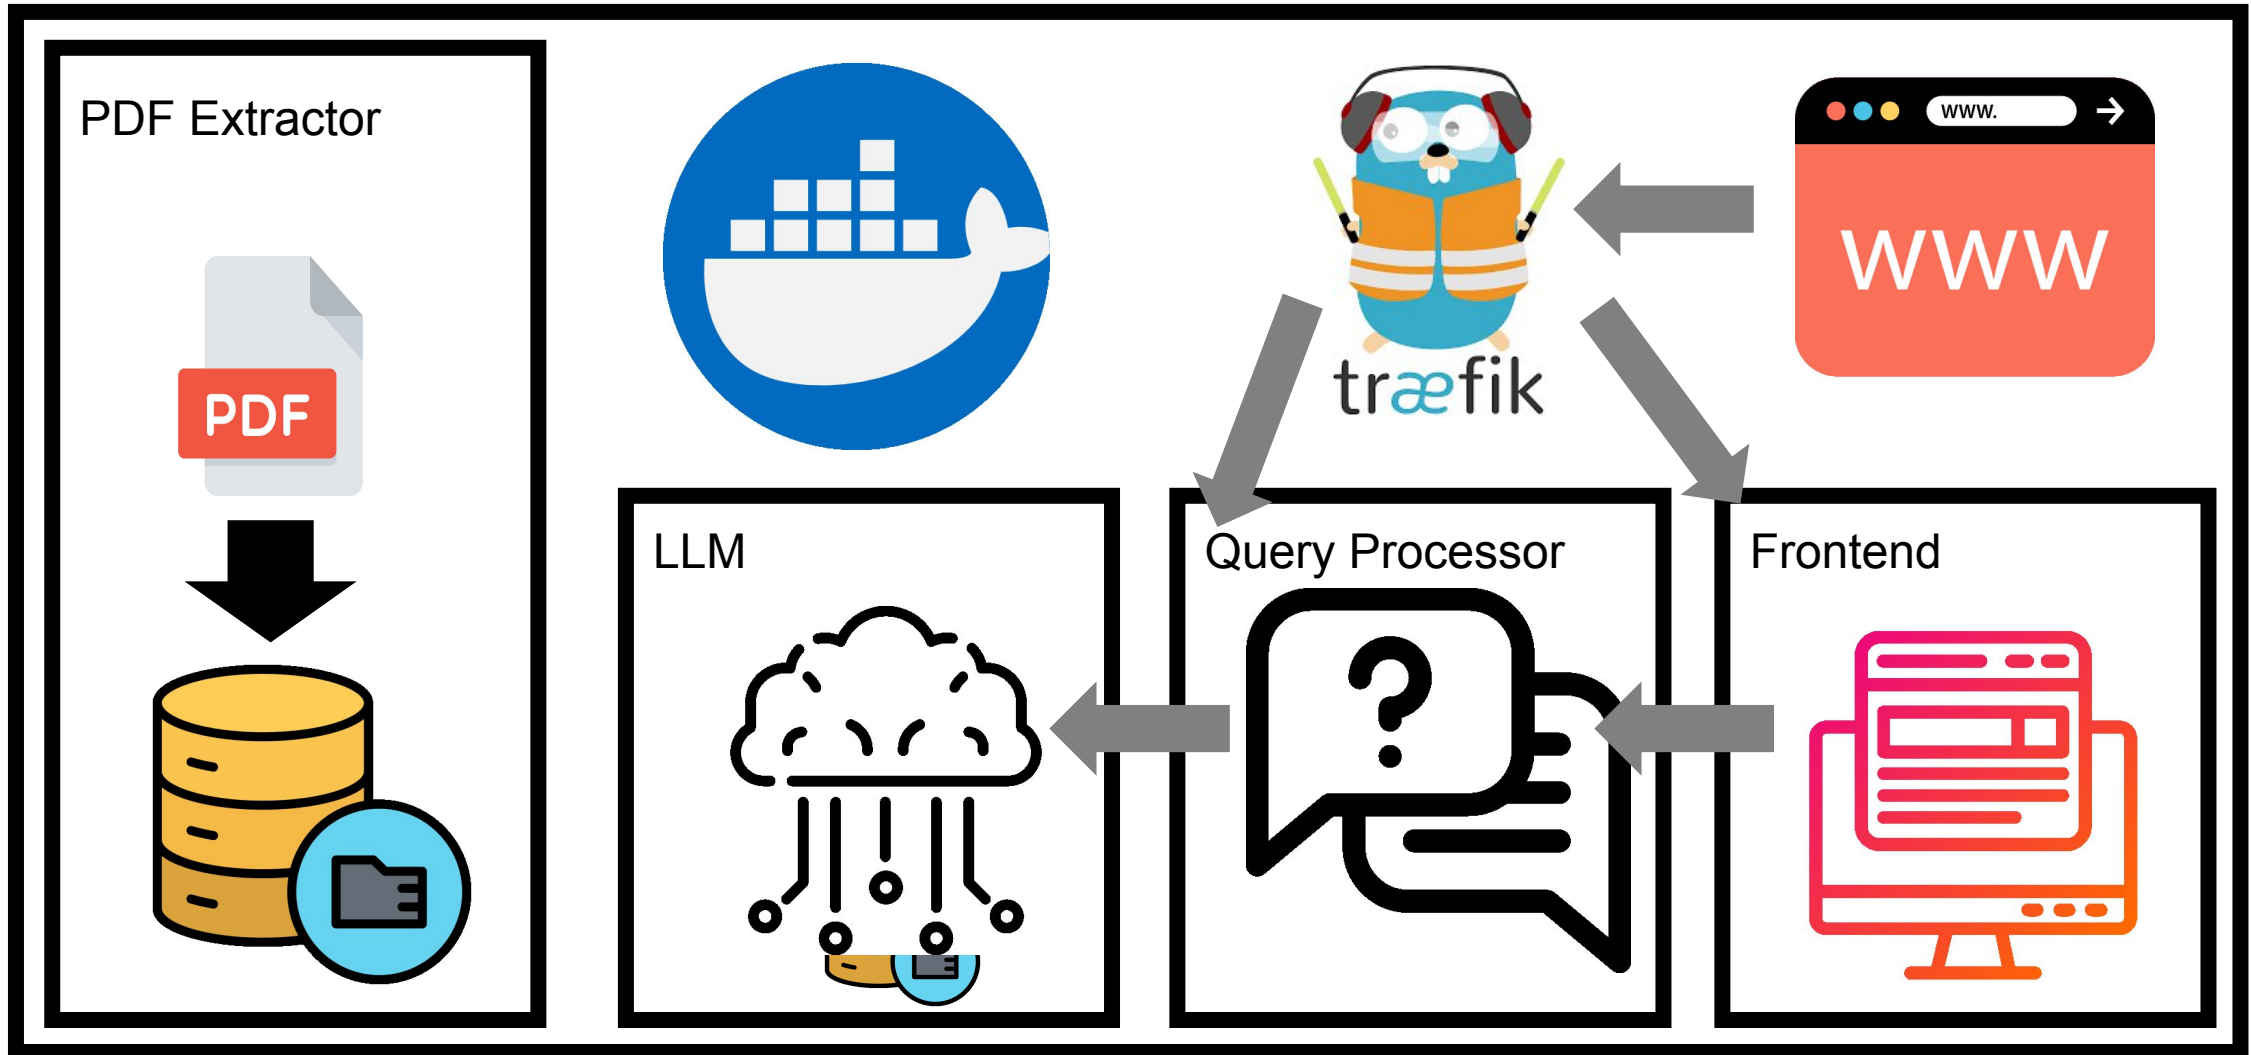 PDF Extractor
PDF
træfik
www.
WWW
LLM
Query Processor
?
Frontend